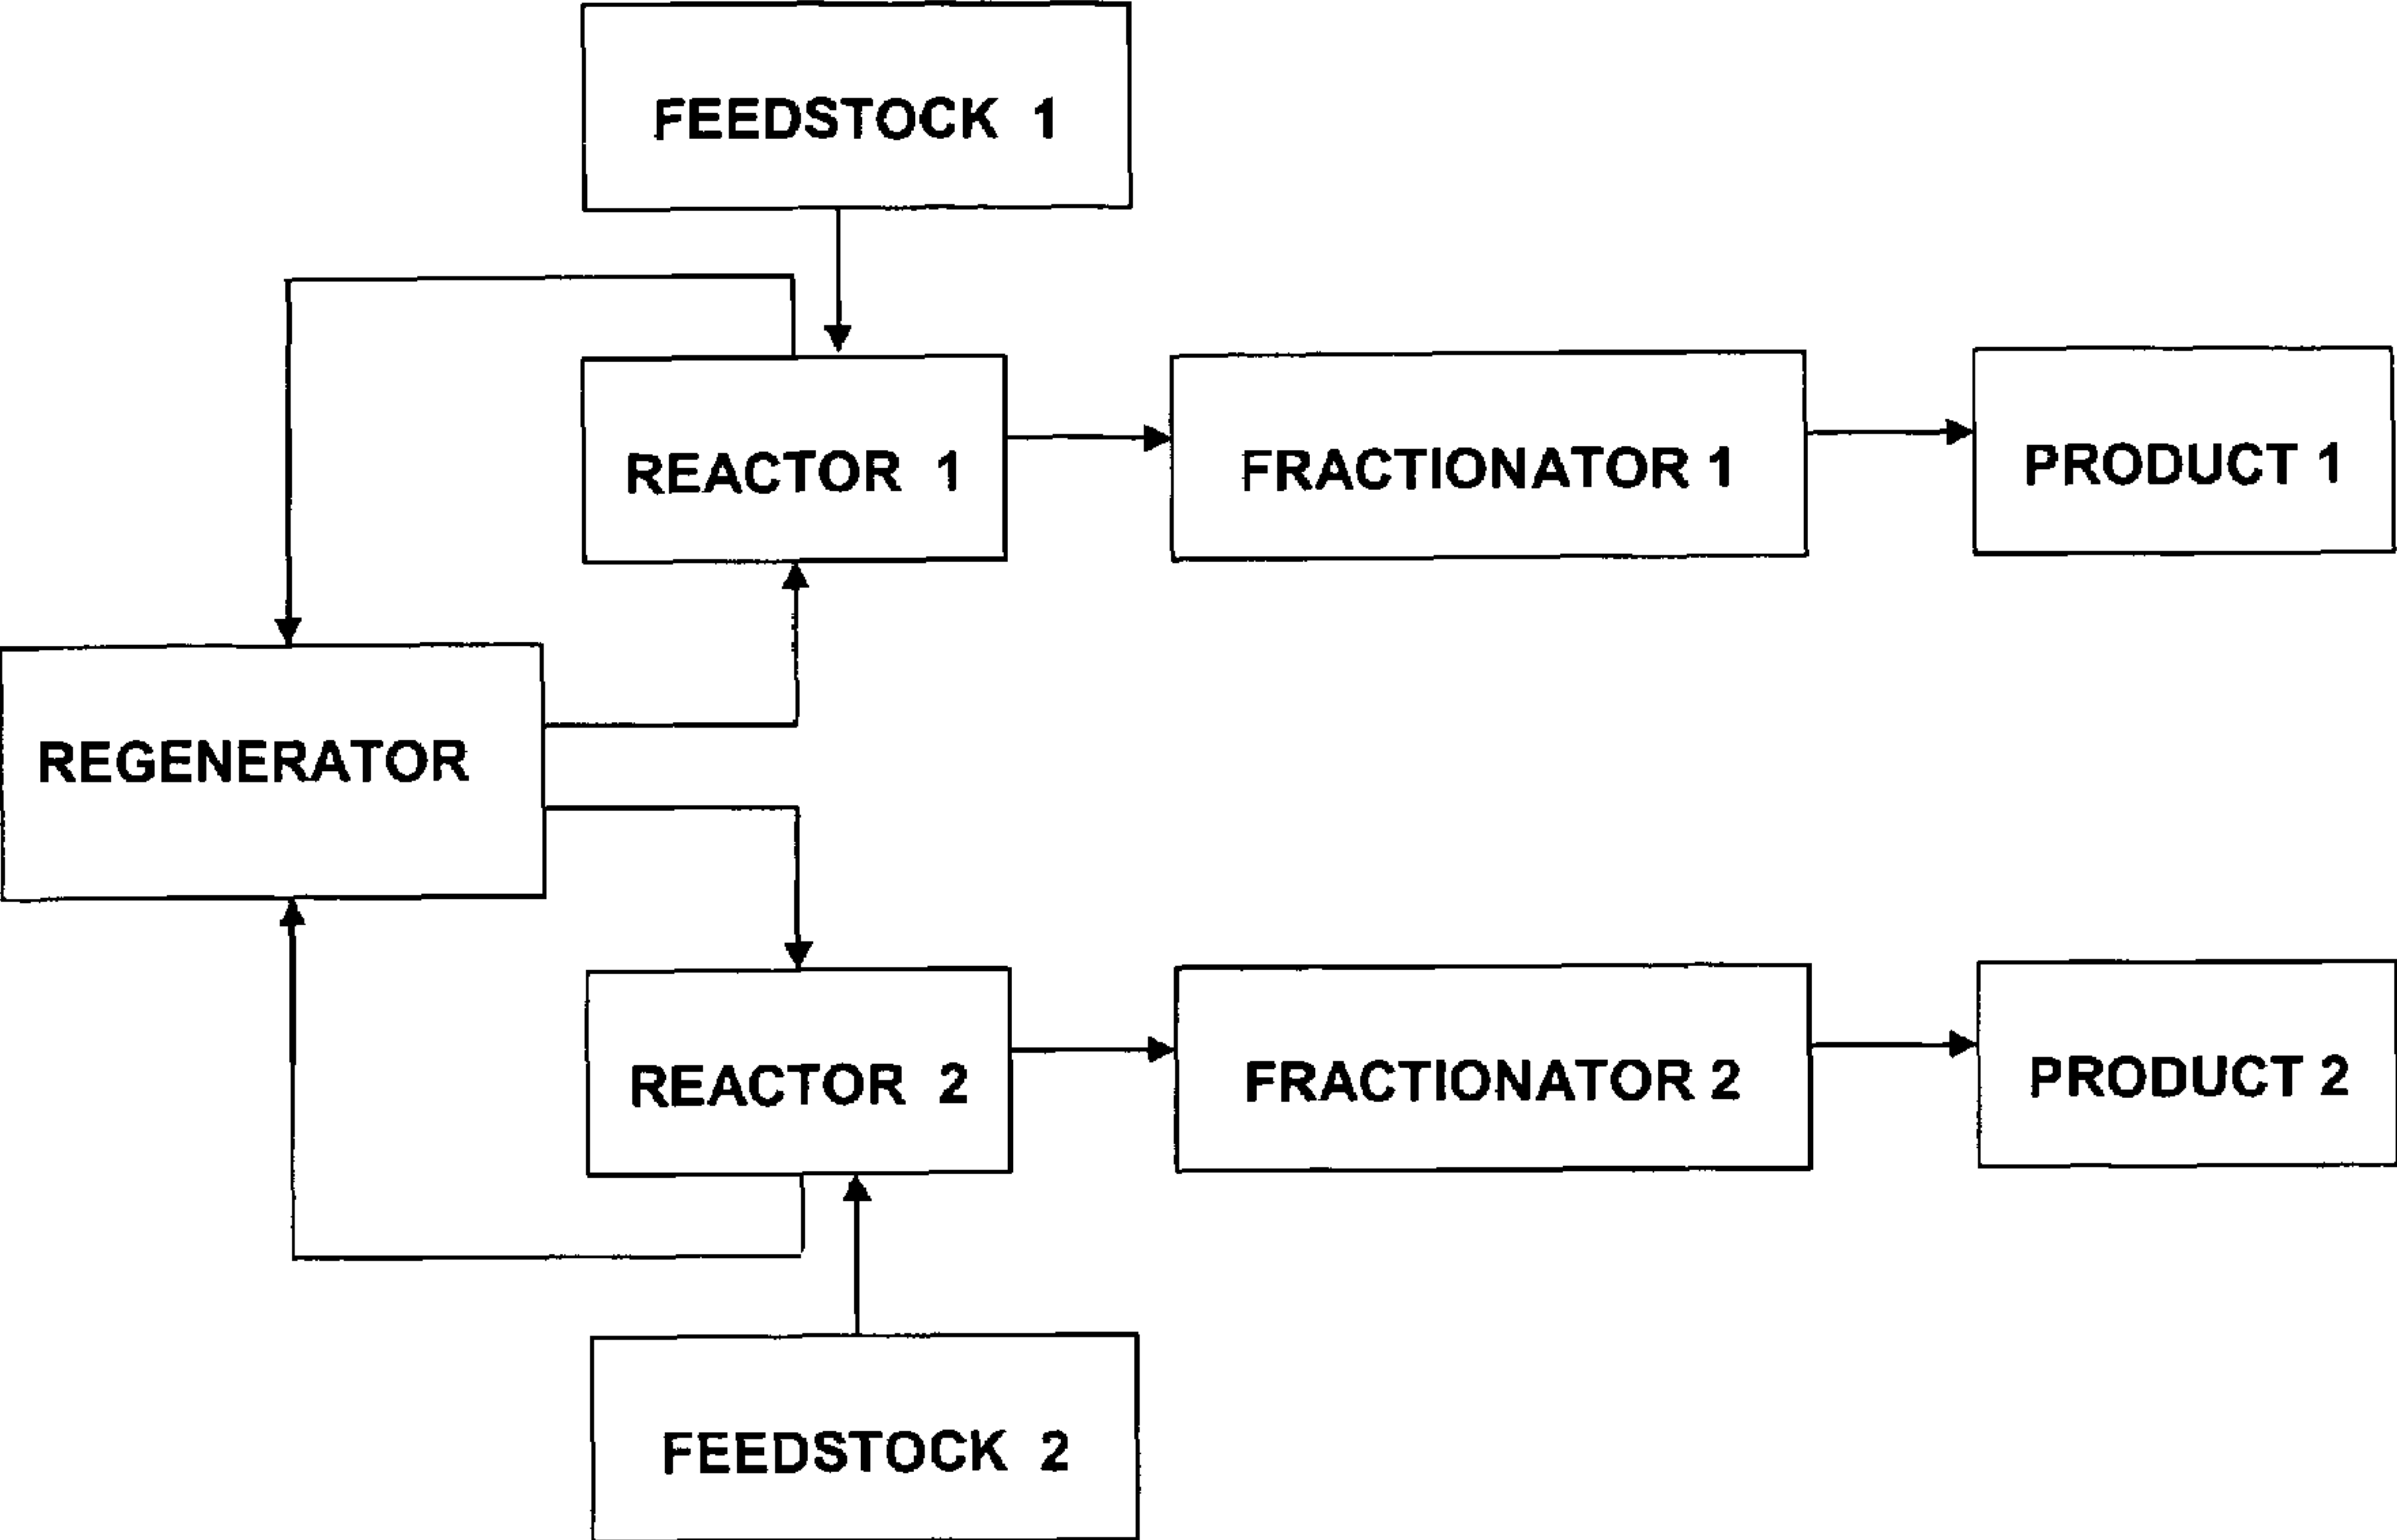 FEEDSTOCK 1
REACTOR 1
FRACTIONATOR 1
PRODUCT 1
REGENERATOR
REACTOR 2
FRACTIONATOR 2
PRODUCT 2
FEEDSTOCK 2